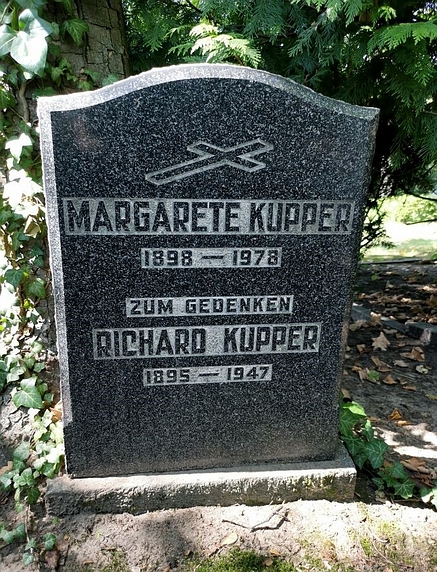 MARGARETE KUPPER
1898 — 1978
ZUM GEDENKEN
RICHARD KUPPER
1895 — 1947